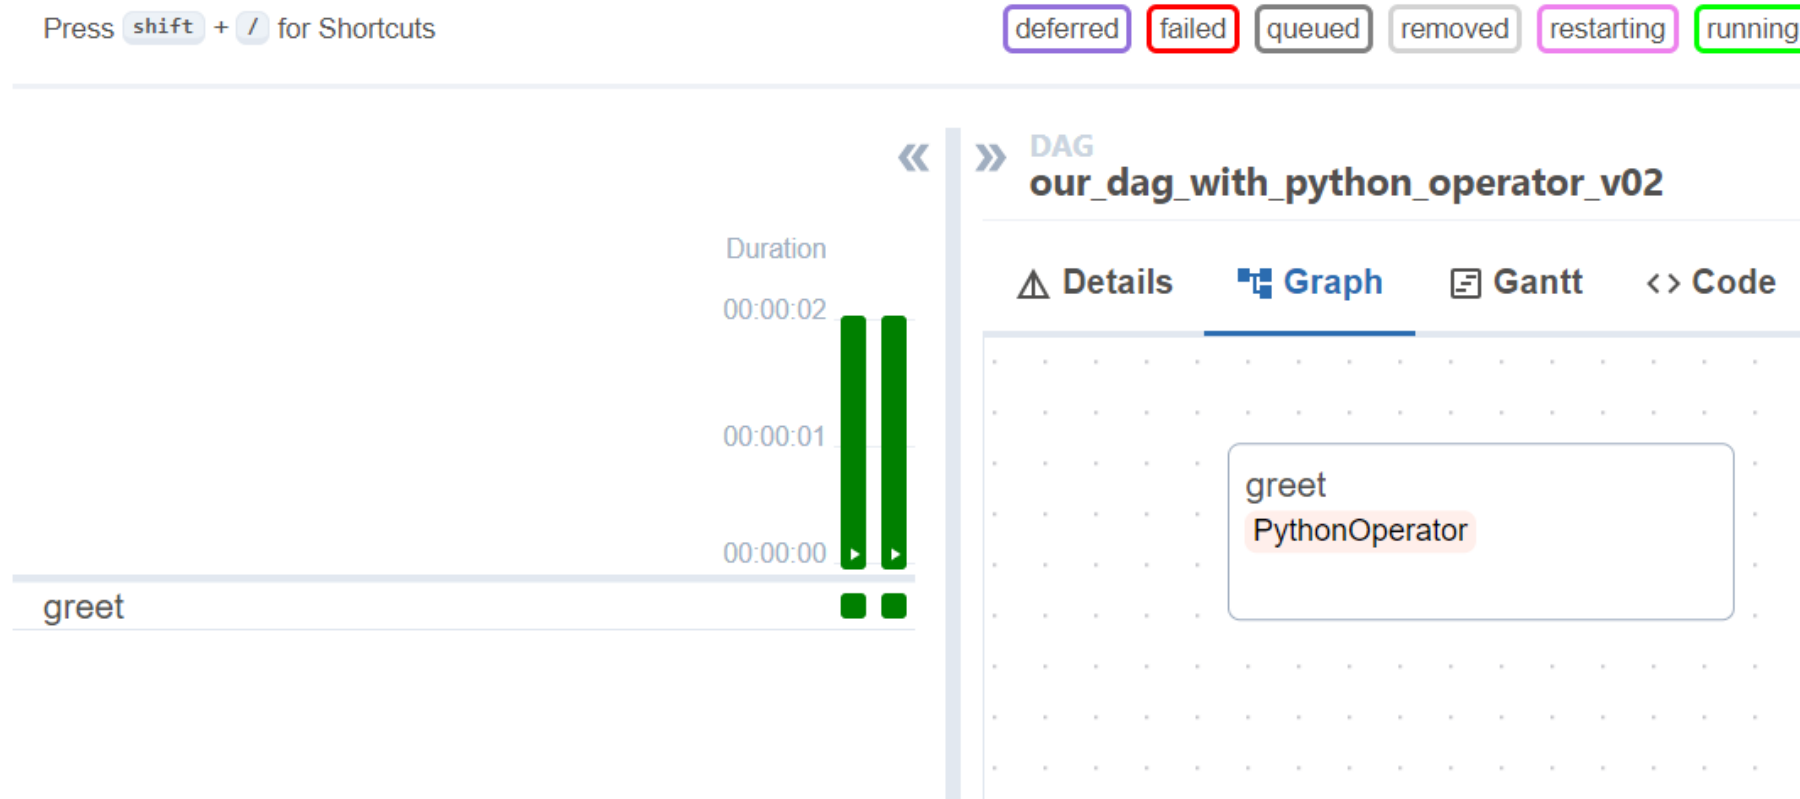 Press shift + / for Shortcuts
deferred failed queued removed restarting running
DAG
our_dag_with_python_operator_v02
Details Graph Gantt <> Code
Duration
00:00:02
00:00:01
00:00:00
greet
greet
PythonOperator